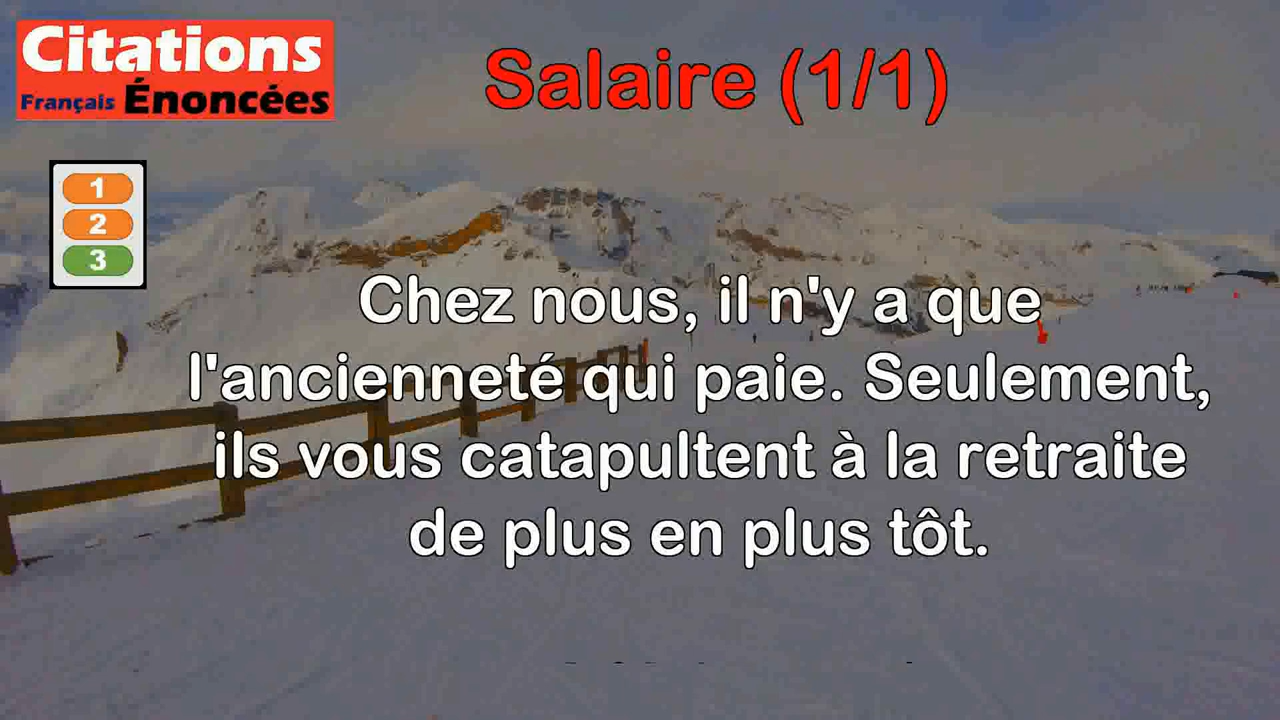 Citations
Français Énoncées
Salaire (1/1)
1
2
3
Chez nous, il n'y a que
l'ancienneté qui paie. Seulement,
ils vous catapultent à la retraite
de plus en plus tôt.